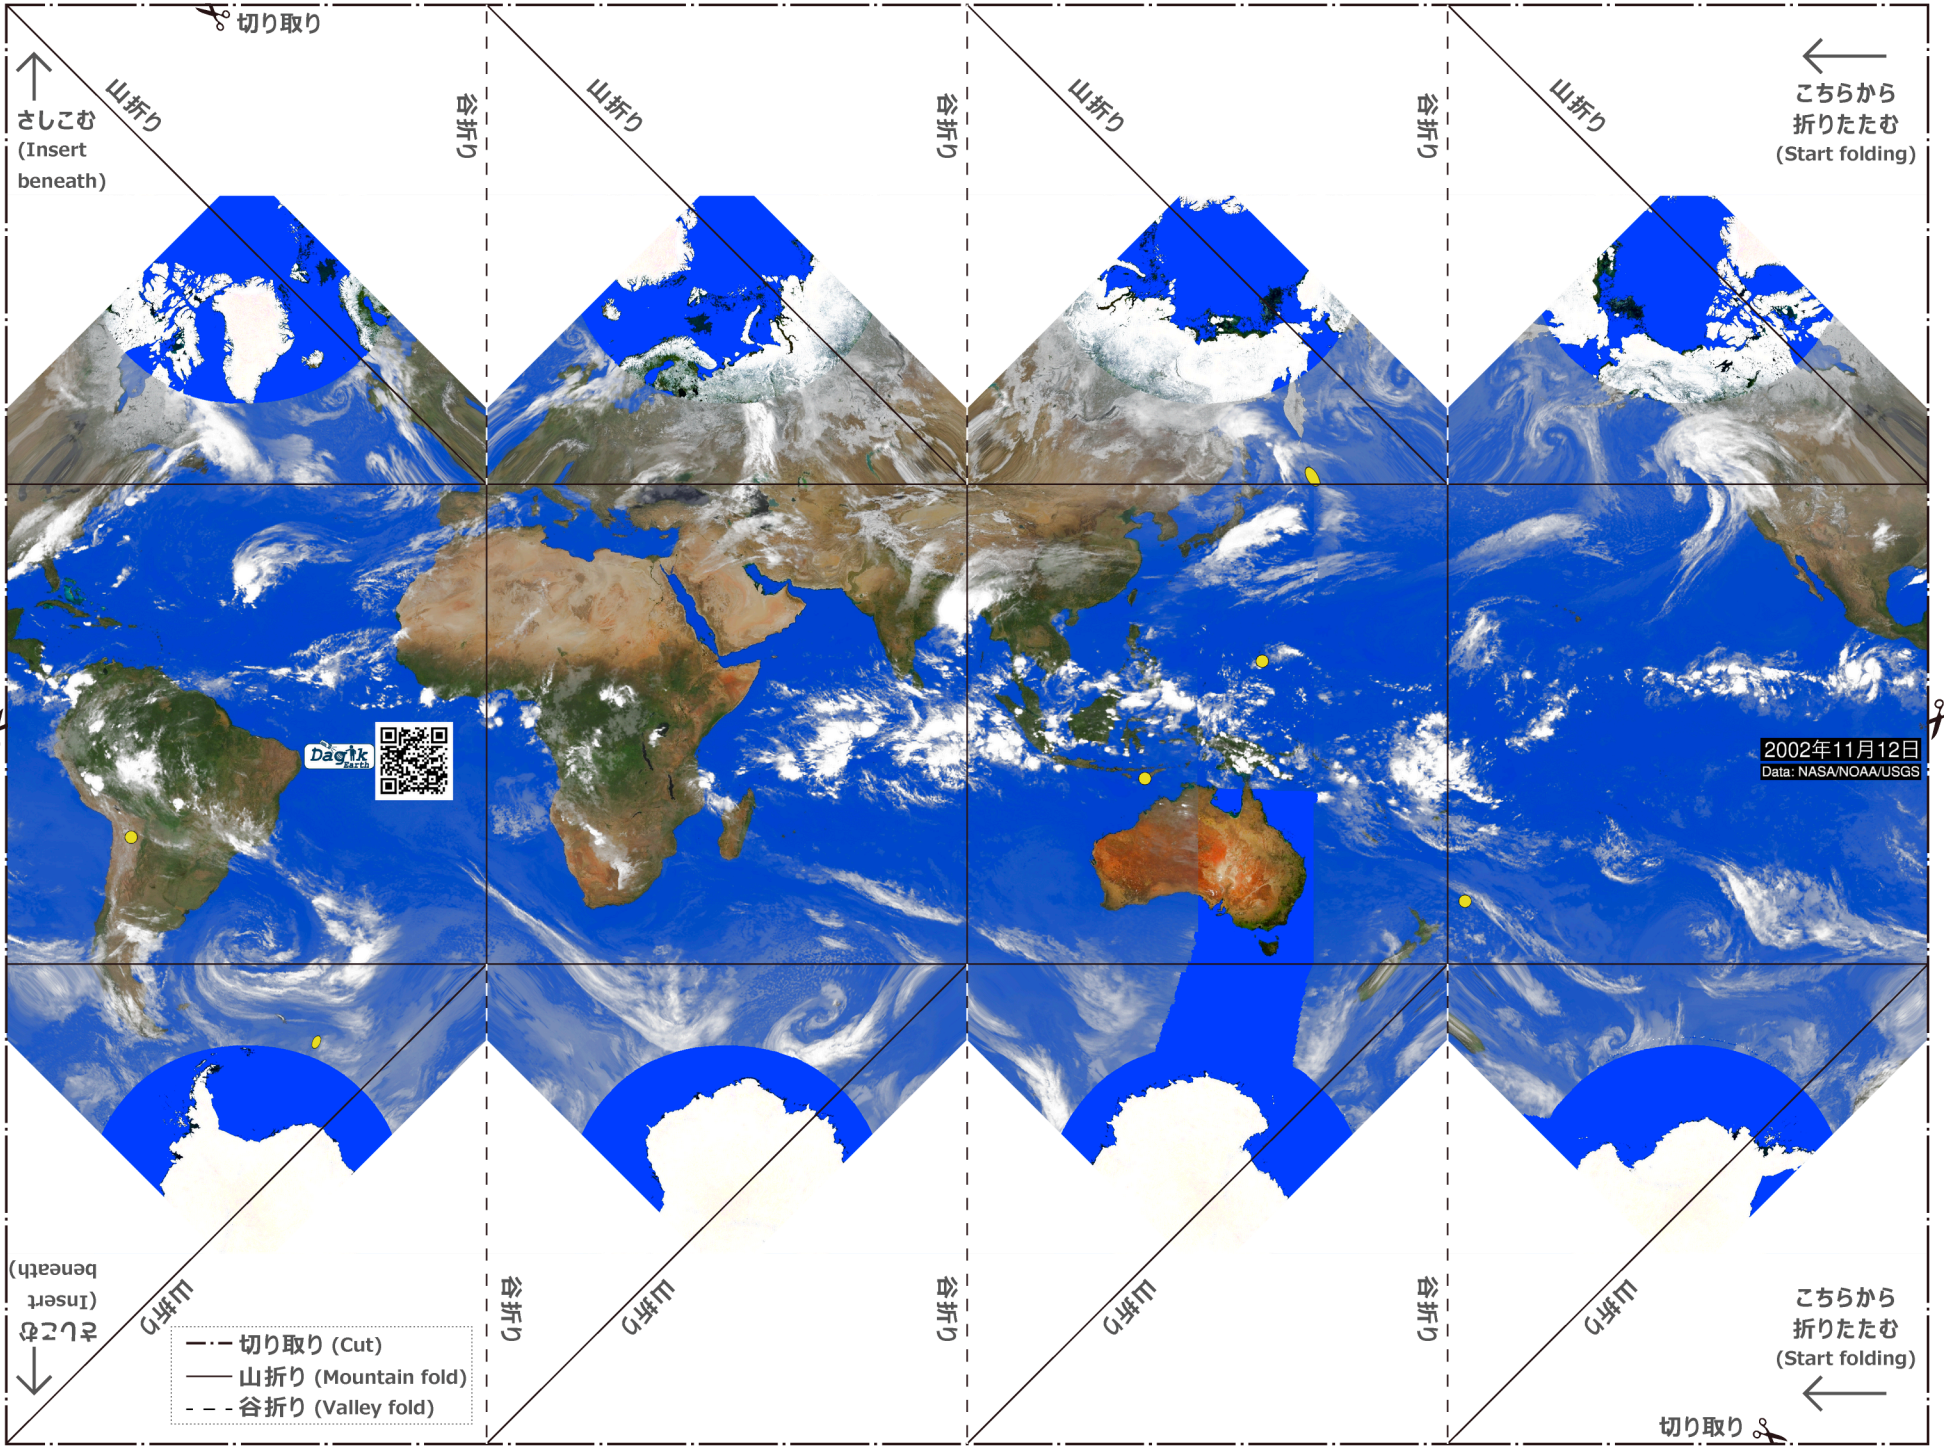 切り取り
山折り
谷折り
山折り
谷折り
山折り
谷折り
山折り
さしこむ
(Insert
beneath)
こちらから
折りたたむ
(Start folding)
Dagik
Earth
2002年11月12日
Data: NASA/NOAA/USGS
さしこむ
(Insert
beneath)
山折り
谷折り
山折り
谷折り
山折り
谷折り
山折り
こちらから
折りたたむ
(Start folding)
切り取り (Cut)
山折り (Mountain fold)
谷折り (Valley fold)
切り取り